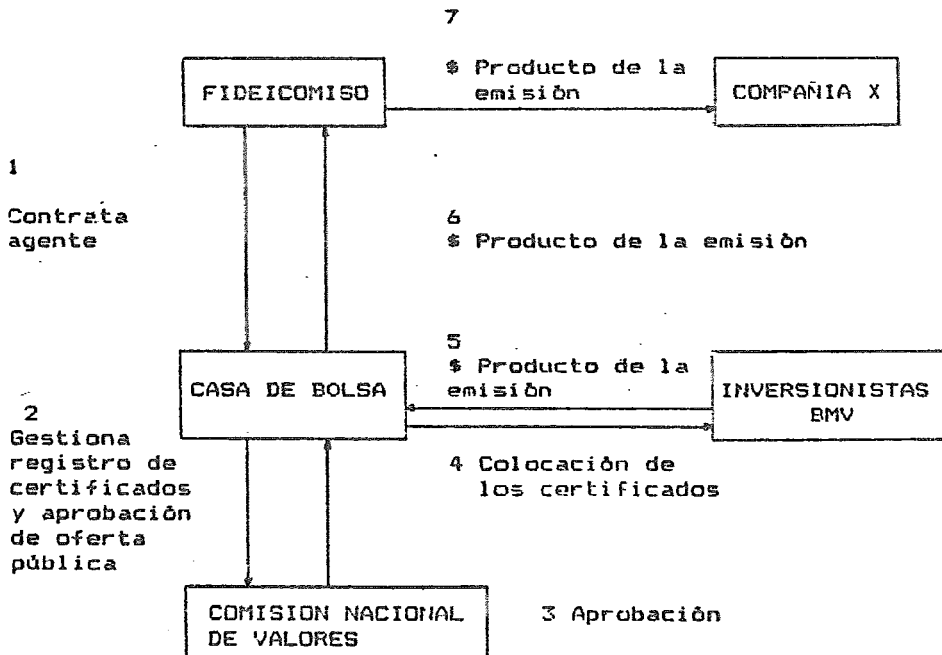 7
$ Producto de la
emisión
FIDEICOMISO
COMPAÑIA X
1
Contrata
agente
6
$ Producto de la emisión
5
$ Producto de la
emisión
CASA DE BOLSA
INVERSIONISTAS
BMV
2
Gestiona
registro de
certificados
y aprobación
de oferta
pública
4 Colocación de
los certificados
COMISION NACIONAL
DE VALORES
3 Aprobación